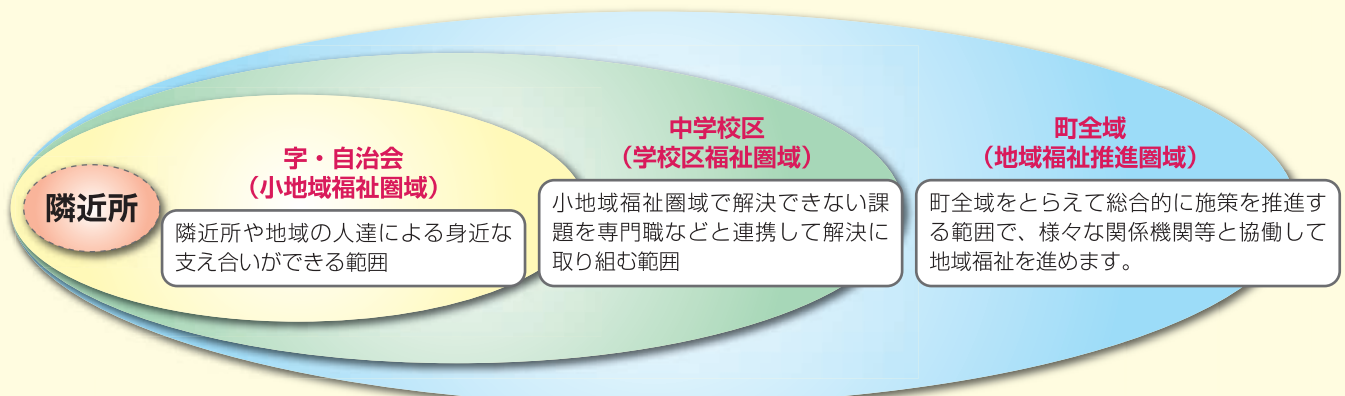 隣近所
字・自治会
（小地域福祉圏域）
隣近所や地域の人達による身近な
支え合いができる範囲
中学校区
（学校区福祉圏域）
小地域福祉圏域で解決できない課
題を専門職などと連携して解決に
取り組む範囲
町全域
（地域福祉推進圏域）
町全域をとらえて総合的に施策を推進す
る範囲で、様々な関係機関等と協働して
地域福祉を進めます。